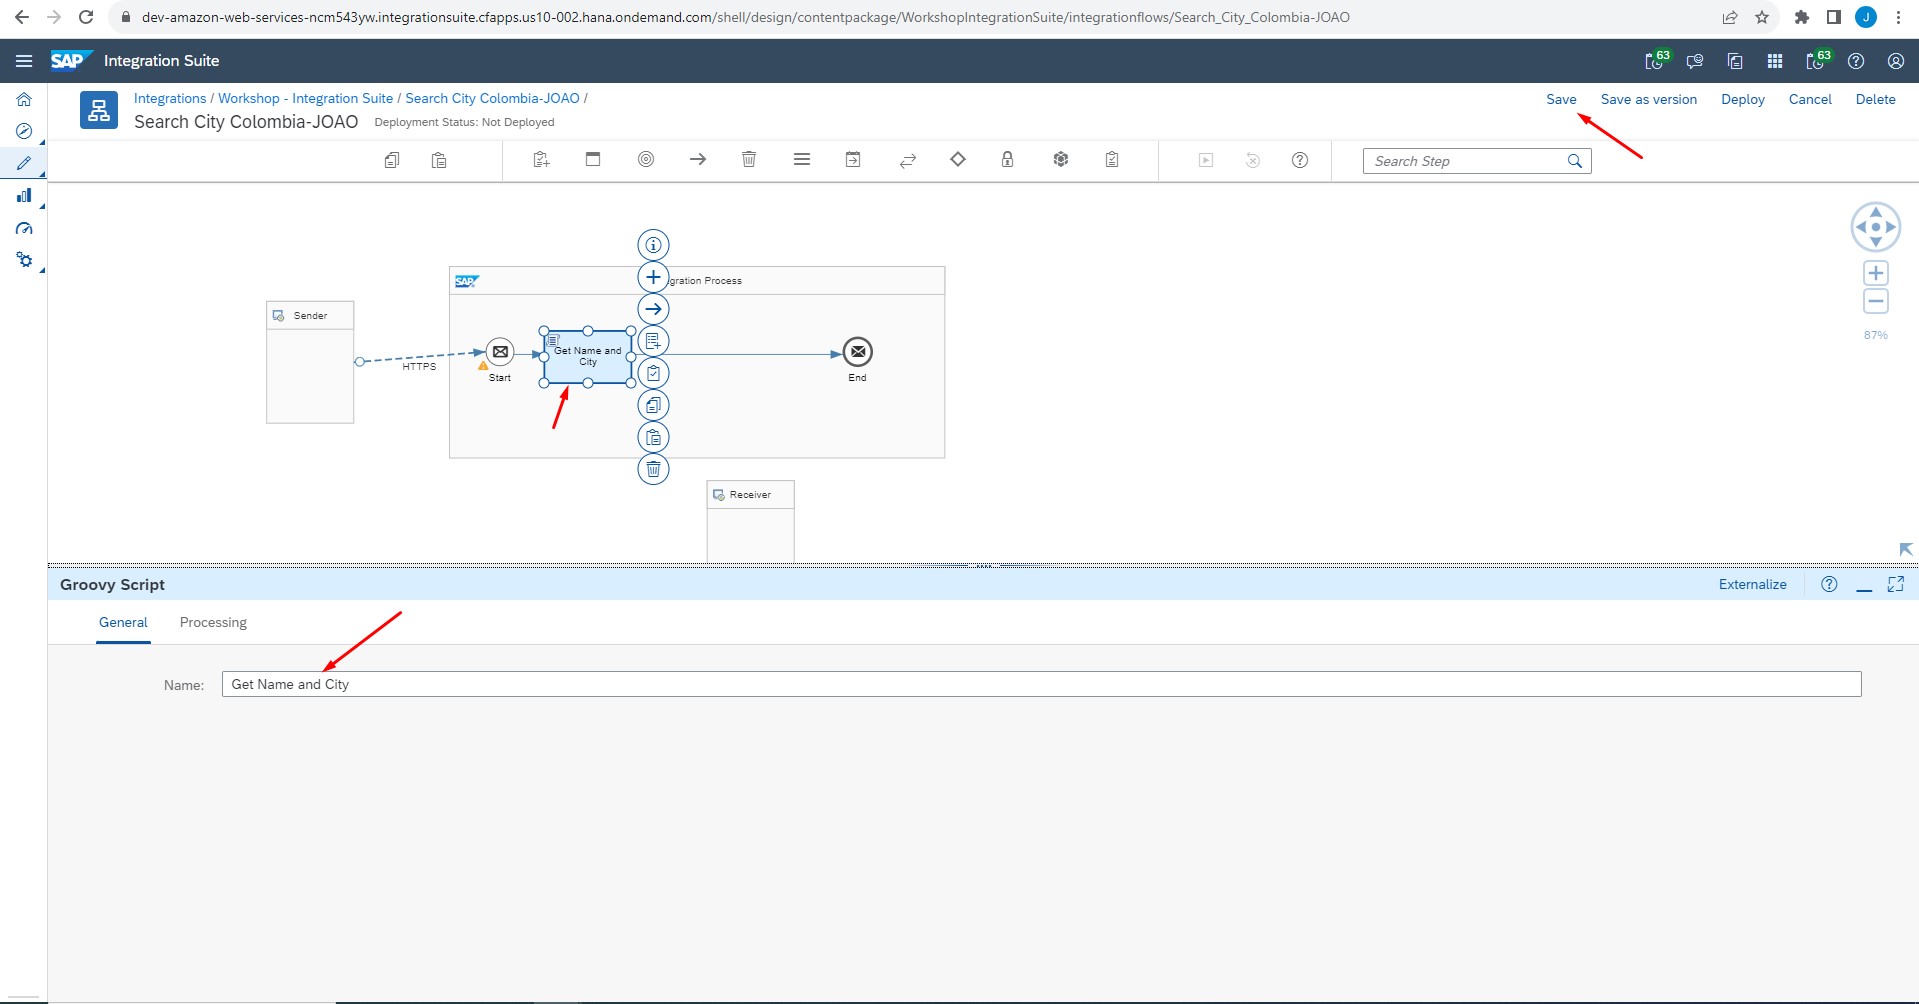 dev-amazon-web-services-ncm543yw.integrationsuite.cfapps.us10-002.hana.ondemand.com/shell/design/contentpackage/WorkshopIntegrationSuite/integrationflows/Search_City_Colombia-JOAO
J
SAP Integration Suite
63
63
Integrations / Workshop - Integration Suite / Search City Colombia-JOAO /
Save Save as version Deploy Cancel Delete
Search City Colombia-JOAO Deployment Status: Not Deployed
Search Step
SAP gration Process
Sender
HTTPS
Start
Get Name and
City
End
87%
Receiver
Groovy Script
Externalize
General Processing
Name: Get Name and City